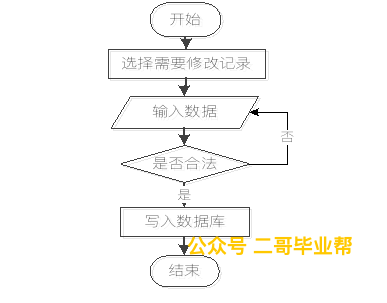 开始
选择需要修改记录
输入数据
否
是否合法
是
写入数据库
公众号 二哥毕业帮
结束